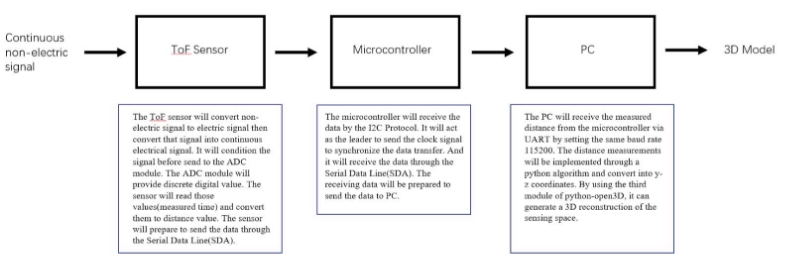 Continuous
non-electric
signal
ToF Sensor
Microcontroller
PC
3D Model
The ToF sensor will convert non-
electric signal to electric signal then
convert that signal into continuous
electrical signal. It will condition the
signal before send to the ADC
module. The ADC module will
provide discrete digital value. The
sensor will read those
values(measured time) and convert
them to distance value. The sensor
will prepare to send the data through
the Serial Data Line(SDA).
The microcontroller will receive the
data by the I2C Protocol. It will act
as the leader to send the clock signal
to synchronize the data transfer. And
it will receive the data through the
Serial Data Line(SDA). The
receiving data will be prepared to
send the data to PC.
The PC will receive the measured
distance from the microcontroller via
UART by setting the same baud rate
115200. The distance measurements
will be implemented through a
python algorithm and convert into y-
z coordinates. By using the third
module of python-open3D, it can
generate a 3D reconstruction of the
sensing space.